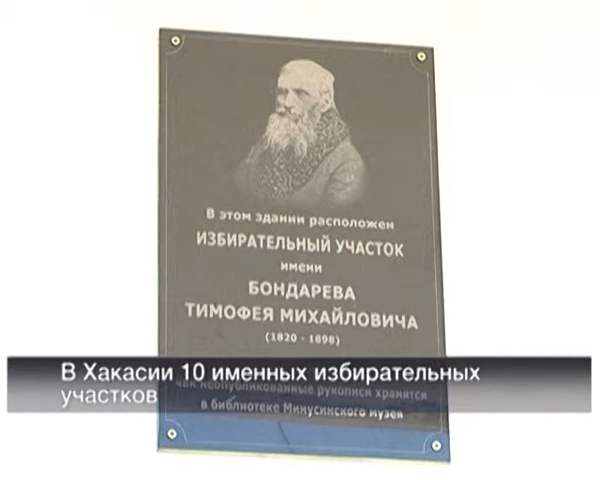 В этом здании расположен
ИЗБИРАТЕЛЬНЫЙ УЧАСТОК
имени
БОНДАРЕВА
ТИМОФЕЯ МИХАЙЛОВИЧА
(1820 - 1898)
В Хакасии 10 именных избирательных
участков
чьи неопубликованные рукописи хранятся
в библиотеке Минусинского музея